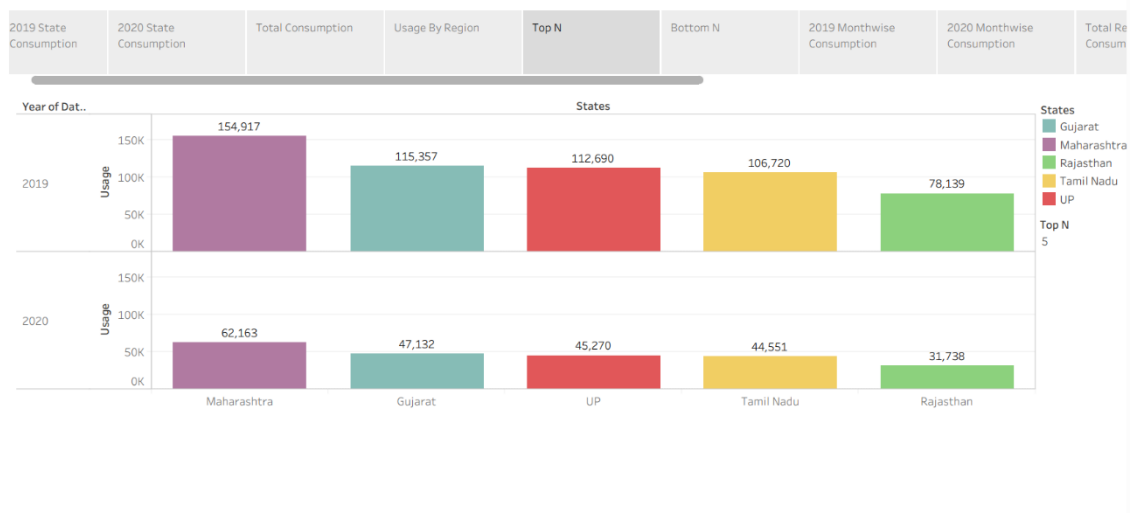 2019 State
Consumption
2020 State
Consumption
Total Consumption
Usage By Region
Top N
Bottom N
2019 Monthwise
Consumption
2020 Monthwise
Consumption
Total Re
Consum
Year of Dat..
States
2019
Usage
150K
100K
50K
0K
154,917
115,357
112,690
106,720
78,139
2020
Usage
150K
100K
50K
0K
62,163
47,132
45,270
44,551
31,738
Maharashtra
Gujarat
UP
Tamil Nadu
Rajasthan
States
Gujarat
Maharashtra
Rajasthan
Tamil Nadu
UP
Top N
5